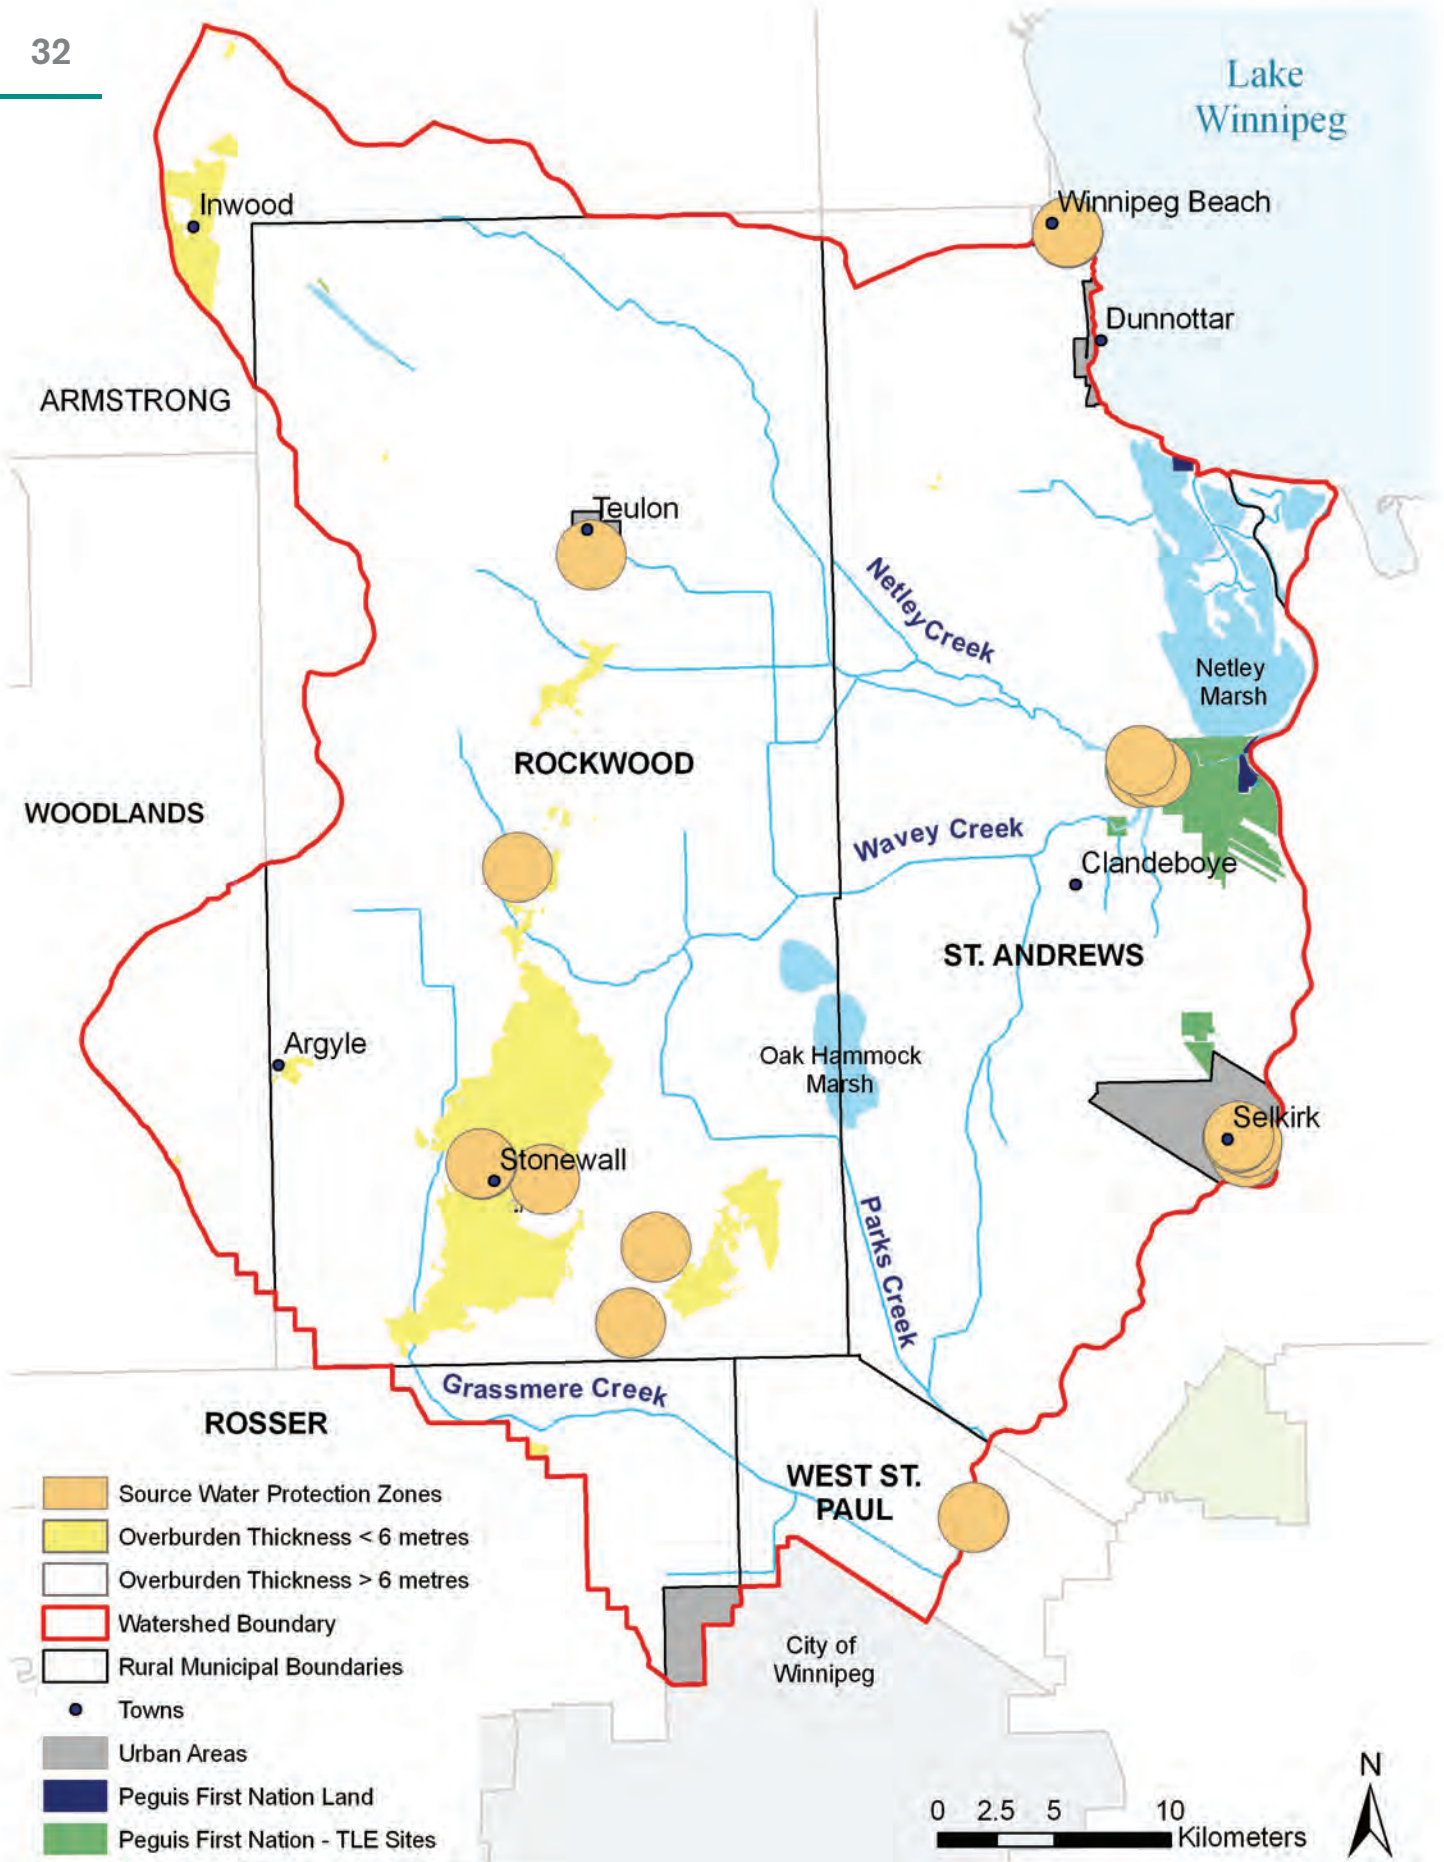 32
Lake
Winnipeg
Inwood
Winnipeg Beach
Dunnottar
ARMSTRONG
Teulon
Netley Creek
Netley
Marsh
ROCKWOOD
WOODLANDS
Wavey Creek
Clandeboye
ST. ANDREWS
Argyle
Oak Hammock
Marsh
Selkirk
Stonewall
Parks Creek
Grassmere Creek
ROSSER
WEST ST.
PAUL
City of
Winnipeg
Source Water Protection Zones
Overburden Thickness < 6 metres
Overburden Thickness > 6 metres
Watershed Boundary
Rural Municipal Boundaries
Towns
Urban Areas
Peguis First Nation Land
Peguis First Nation - TLE Sites
N
0 2.5 5 10
Kilometers